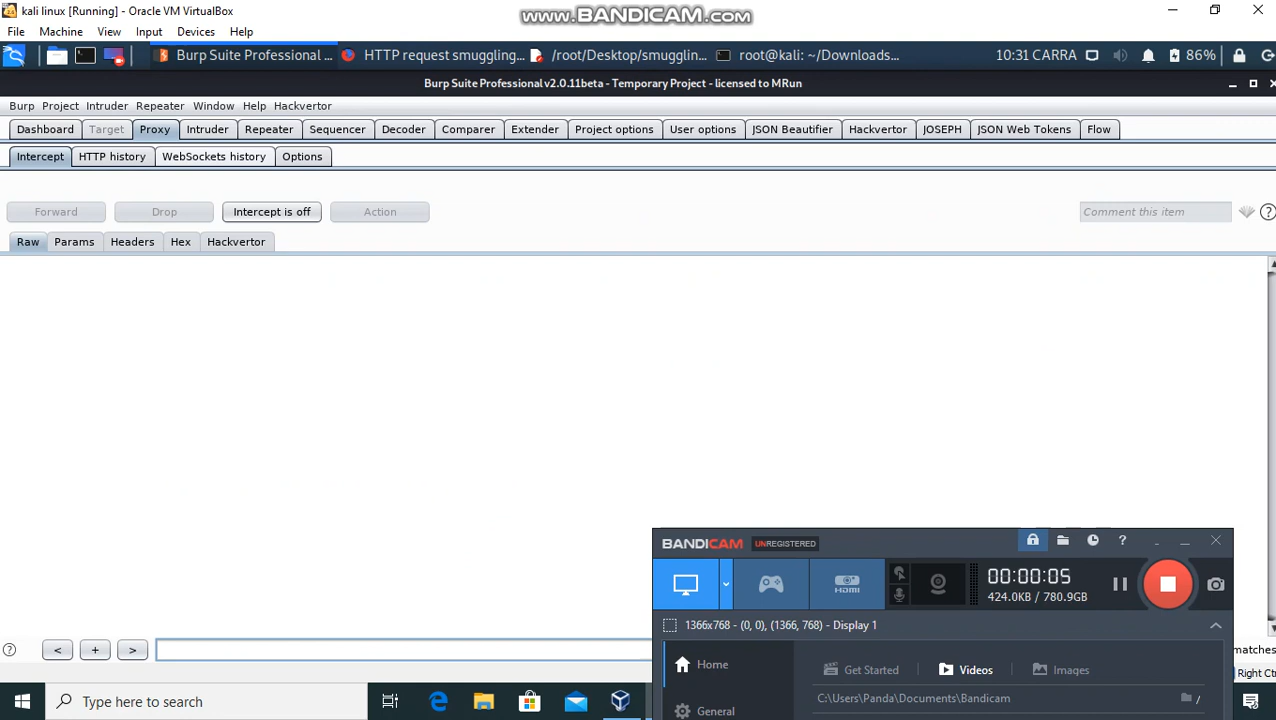 kali linux [Running] - Oracle VM VirtualBox
www.BANDICAM.com
File Machine View Input Devices Help
Burp Suite Professional ... HTTP request smuggling... /root/Desktop/smugglin... root@kali: ~/Downloads... 10:31 CARRA 86%
Burp Suite Professional v2.0.11beta - Temporary Project - licensed to MRun
Burp Project Intruder Repeater Window Help Hackvertor
Dashboard Target Proxy Intruder Repeater Sequencer Decoder Comparer Extender Project options User options JSON Beautifier Hackvertor JOSEPH JSON Web Tokens Flow
Intercept HTTP history WebSockets history Options
Forward Drop Intercept is off Action Comment this item ?
Raw Params Headers Hex Hackvertor
BANDICAM UNREGISTERED ?
00:00:05
424.0KB / 780.9GB
1366x768 - (0, 0), (1366, 768) - Display 1
? < + > matches
Home Get Started Videos Images
Right Ctr
C:\Users\Panda\Documents\Bandicam /
General
Type here to search